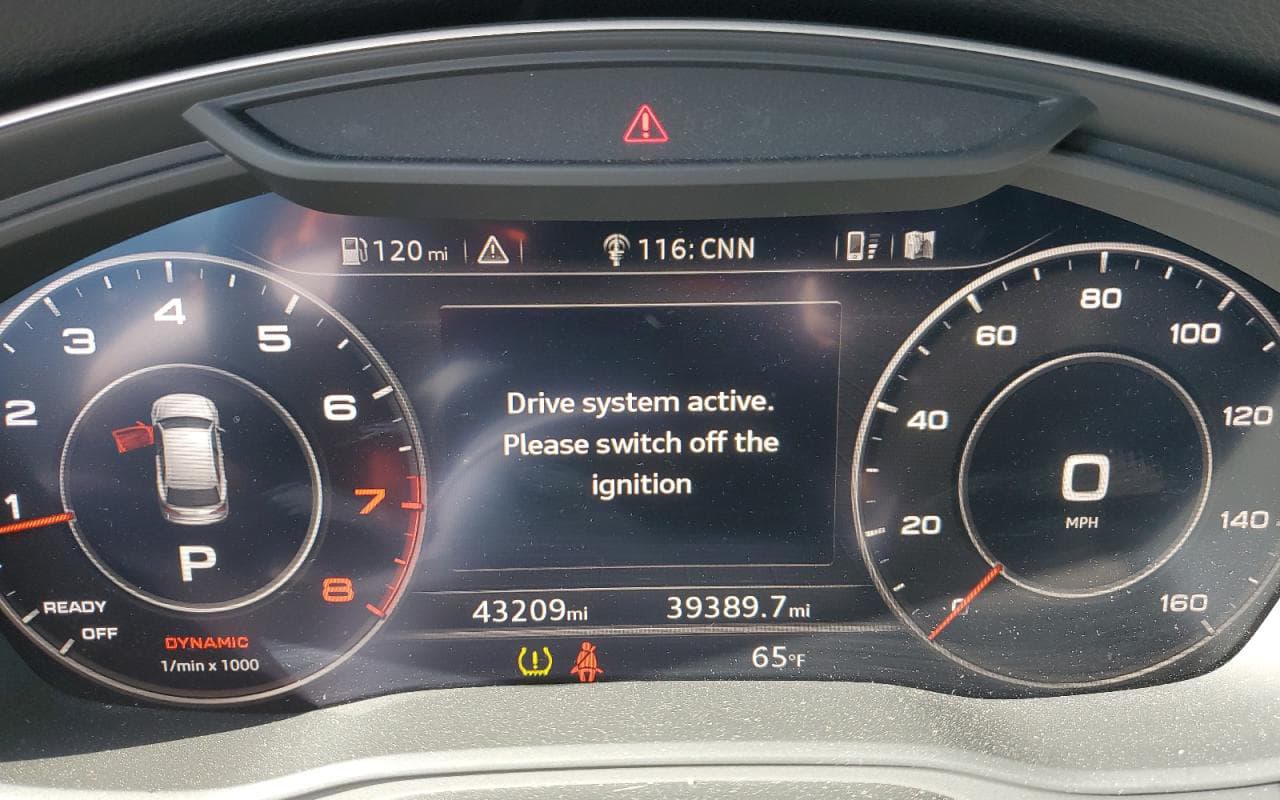 120 mi
116: CNN
1
2
3
4
5
6
7
8
P
READY
OFF
DYNAMIC
1/min x 1000
Drive system active.
Please switch off the
ignition
43209mi
39389.7mi
65°F
0
20
40
60
80
100
120
140
160
0
MPH